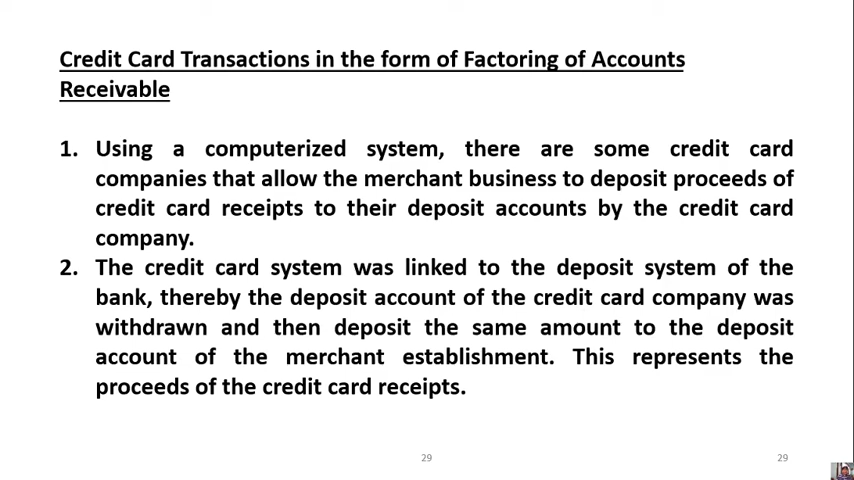 Credit Card Transactions in the form of Factoring of Accounts
Receivable
1. Using a computerized system, there are some credit card
companies that allow the merchant business to deposit proceeds of
credit card receipts to their deposit accounts by the credit card
company.
2. The credit card system was linked to the deposit system of the
bank, thereby the deposit account of the credit card company was
withdrawn and then deposit the same amount to the deposit
account of the merchant establishment. This represents the
proceeds of the credit card receipts.
29
29